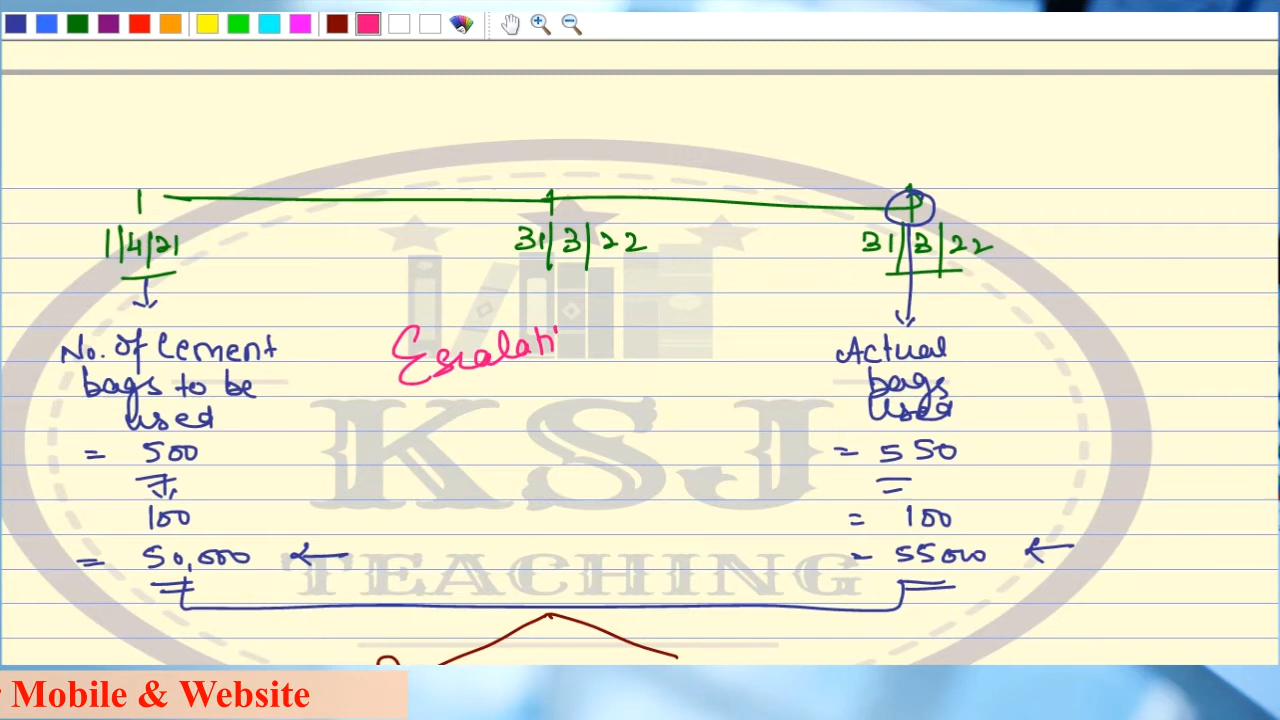 1|4|21
31|3|22
31|3|22
No. Of Cement
bags to be
used
= 500
100
= 50,000 ←
Escalati
Actual
bags
Used
= 550
= 100
= 55000 ←
KSJ
TEACHING
Mobile & Website